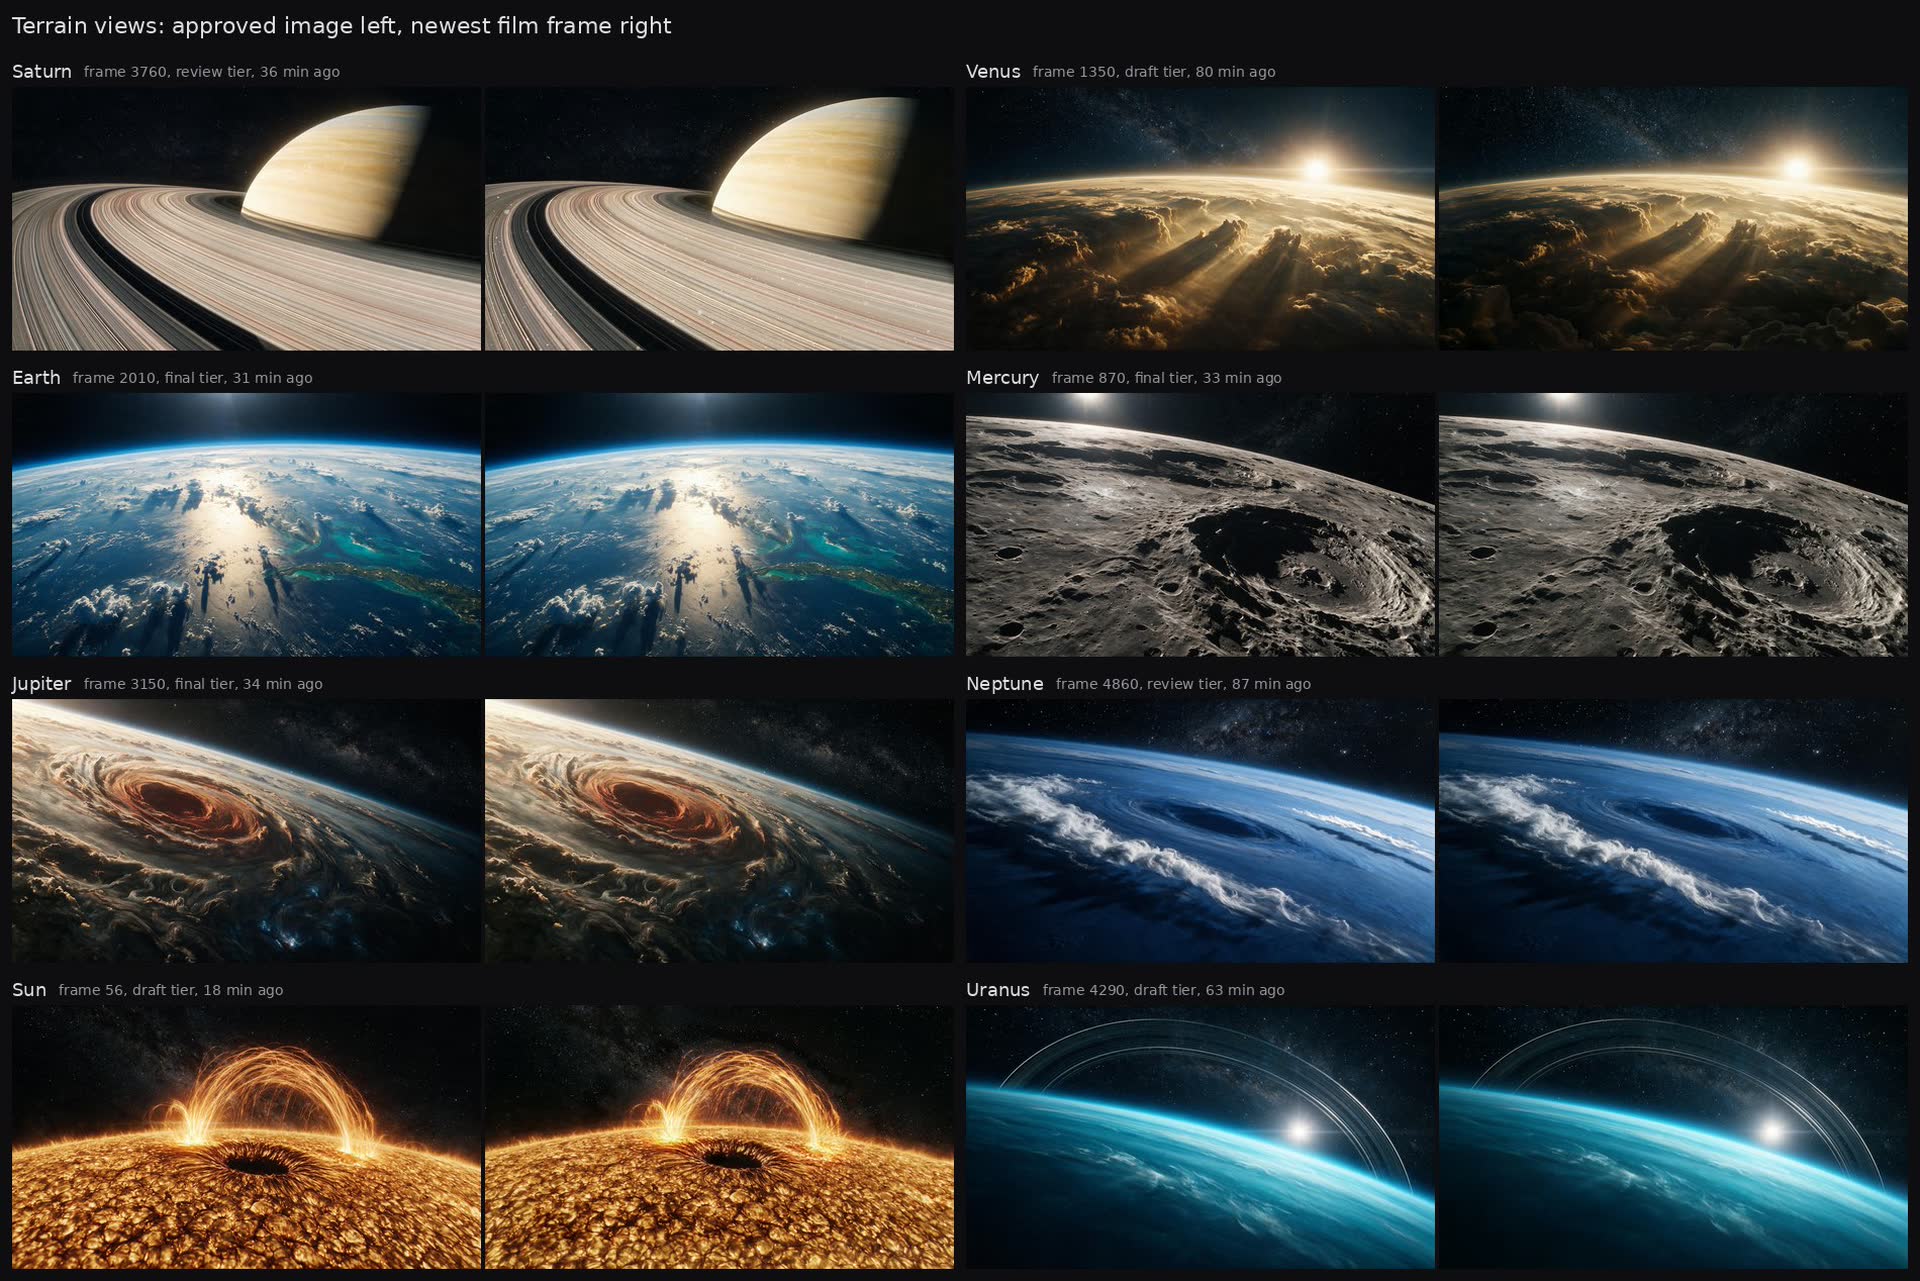 Terrain views: approved image left, newest film frame right
Saturn frame 3760, review tier, 36 min ago
Venus frame 1350, draft tier, 80 min ago
Earth frame 2010, final tier, 31 min ago
Mercury frame 870, final tier, 33 min ago
Jupiter frame 3150, final tier, 34 min ago
Neptune frame 4860, review tier, 87 min ago
Sun frame 56, draft tier, 18 min ago
Uranus frame 4290, draft tier, 63 min ago